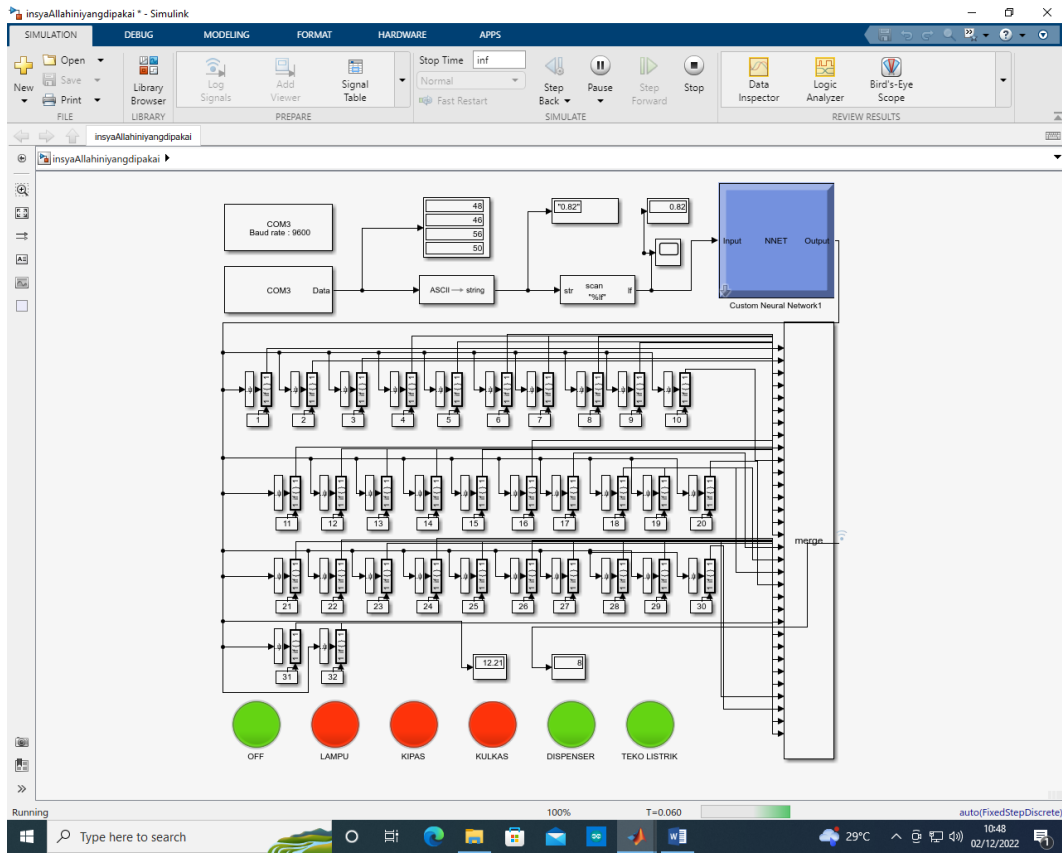 insyaAllahiniyangdipakai * - Simulink
SIMULATION DEBUG MODELING FORMAT HARDWARE APPS
New
Open
Save
Print
FILE
Library Browser
LIBRARY
Log Signals
Add Viewer
Signal Table
PREPARE
Stop Time inf
Normal
Fast Restart
Step Back
Pause
Step Forward
Stop
SIMULATE
Data Inspector
Logic Analyzer
Bird's-Eye Scope
REVIEW RESULTS
insyaAllahiniyangdipakai
insyaAllahiniyangdipakai
COM3
Baud rate : 9600
COM3 Data
48
46
56
50
ASCII → string
"0.82"
str scan "%lf" lf
0.82
Input NNET Output
Custom Neural Network1
1 2 3 4 5 6 7 8 9 10
11 12 13 14 15 16 17 18 19 20
merge
21 22 23 24 25 26 27 28 29 30
31 32
12.21
8
OFF LAMPU KIPAS KULKAS DISPENSER TEKO LISTRIK
Running 100% T=0.060 auto(FixedStepDiscrete)
Type here to search
29°C
10:48
02/12/2022